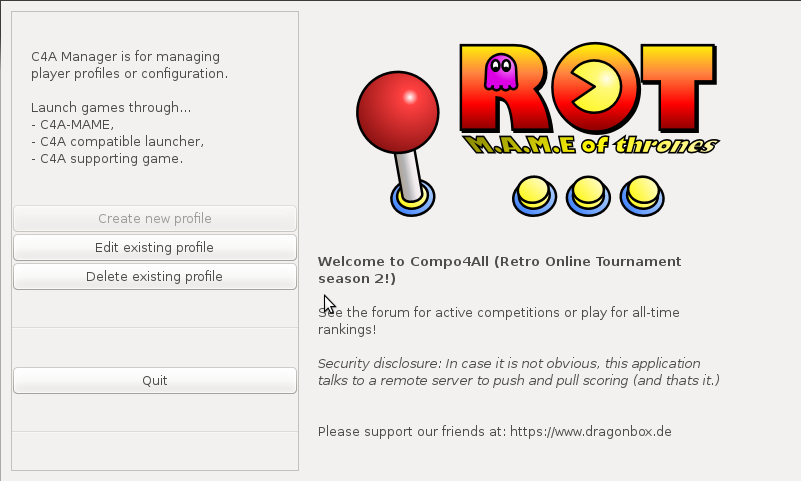 C4A Manager is for managing
player profiles or configuration.
Launch games through...
- C4A-MAME,
- C4A compatible launcher,
- C4A supporting game.
Create new profile
Edit existing profile
Delete existing profile
Quit
ROT
M.A.M.E of thrones
Welcome to Compo4All (Retro Online Tournament
season 2!)
See the forum for active competitions or play for all-time
rankings!
Security disclosure: In case it is not obvious, this application
talks to a remote server to push and pull scoring (and thats it.)
Please support our friends at: https://www.dragonbox.de